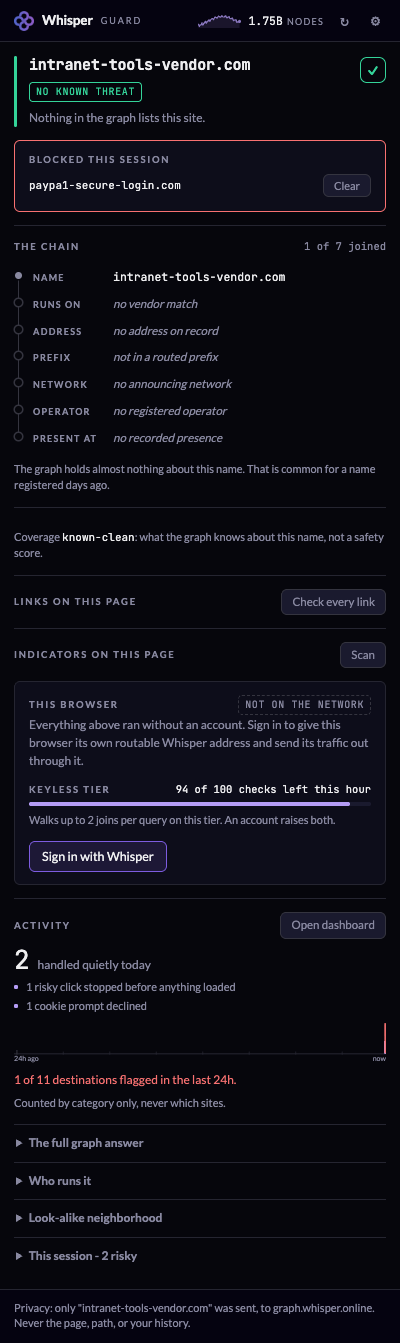 Whisper GUARD 1.75B NODES ↻ ⚙
intranet-tools-vendor.com
NO KNOWN THREAT
Nothing in the graph lists this site.
BLOCKED THIS SESSION
paypa1-secure-login.com Clear
THE CHAIN 1 of 7 joined
NAME intranet-tools-vendor.com
RUNS ON no vendor match
ADDRESS no address on record
PREFIX not in a routed prefix
NETWORK no announcing network
OPERATOR no registered operator
PRESENT AT no recorded presence
The graph holds almost nothing about this name. That is common for a name
registered days ago.
Coverage known-clean: what the graph knows about this name, not a safety
score.
LINKS ON THIS PAGE Check every link
INDICATORS ON THIS PAGE Scan
THIS BROWSER NOT ON THE NETWORK
Everything above ran without an account. Sign in to give this
browser its own routable Whisper address and send its traffic out
through it.
KEYLESS TIER 94 of 100 checks left this hour
Walks up to 2 joins per query on this tier. An account raises both.
Sign in with Whisper
ACTIVITY Open dashboard
2 handled quietly today
1 risky click stopped before anything loaded
1 cookie prompt declined
24h ago now
1 of 11 destinations flagged in the last 24h.
Counted by category only, never which sites.
The full graph answer
Who runs it
Look-alike neighborhood
This session - 2 risky
Privacy: only "intranet-tools-vendor.com" was sent, to graph.whisper.online.
Never the page, path, or your history.